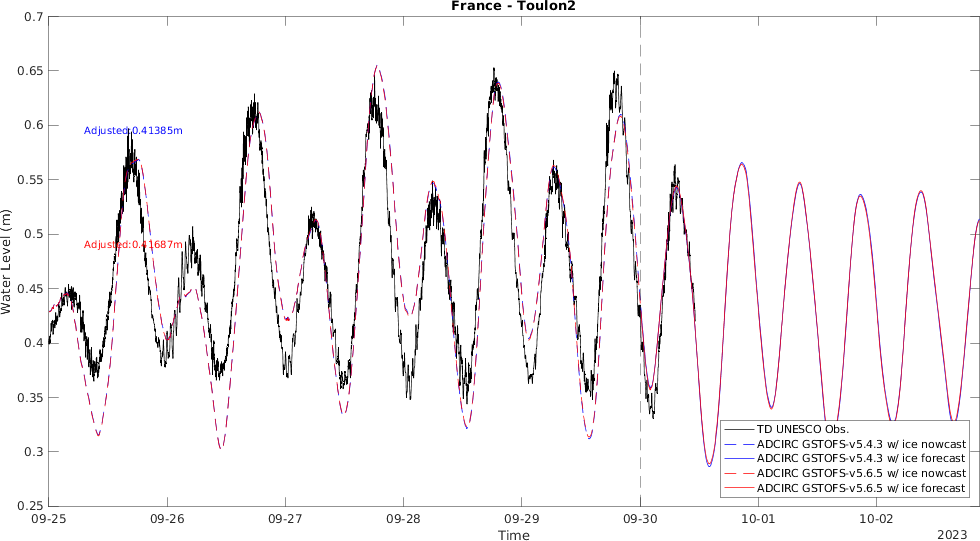 France - Toulon2
0.7
0.65
0.6
0.55
0.5
0.45
0.4
0.35
0.3
0.25
Water Level (m)
Adjusted:0.41385m
Adjusted:0.41687m
TD UNESCO Obs.
ADCIRC GSTOFS-v5.4.3 w/ ice nowcast
ADCIRC GSTOFS-v5.4.3 w/ ice forecast
ADCIRC GSTOFS-v5.6.5 w/ ice nowcast
ADCIRC GSTOFS-v5.6.5 w/ ice forecast
09-25 09-26 09-27 09-28 09-29 09-30 10-01 10-02
Time
2023